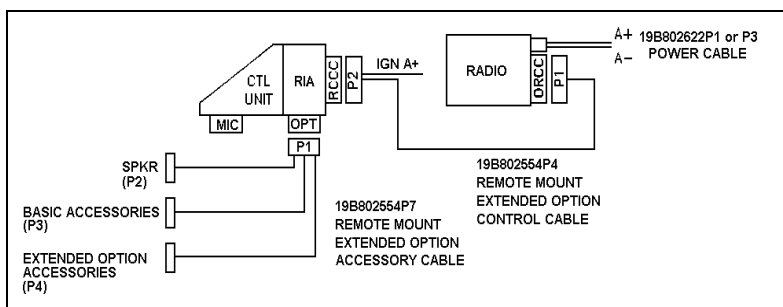 A+
A−
19B802622P1 or P3
POWER CABLE
CTL
UNIT
RIA
RCCC
P2
IGN A+
RADIO
ORCC
P1
MIC
OPT
P1
SPKR
(P2)
BASIC ACCESSORIES
(P3)
EXTENDED OPTION
ACCESSORIES
(P4)
19B802554P7
REMOTE MOUNT
EXTENDED OPTION
ACCESSORY CABLE
19B802554P4
REMOTE MOUNT
EXTENDED OPTION
CONTROL CABLE